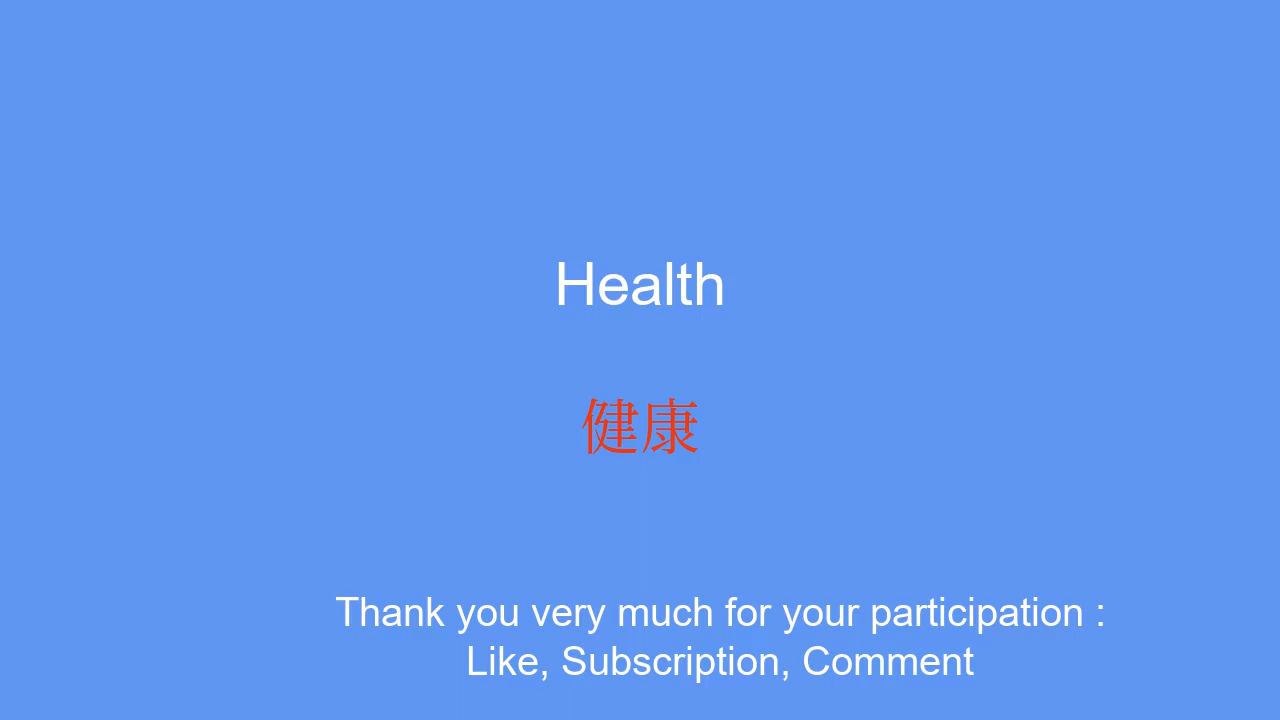 Health
健康
Thank you very much for your participation :
Like, Subscription, Comment